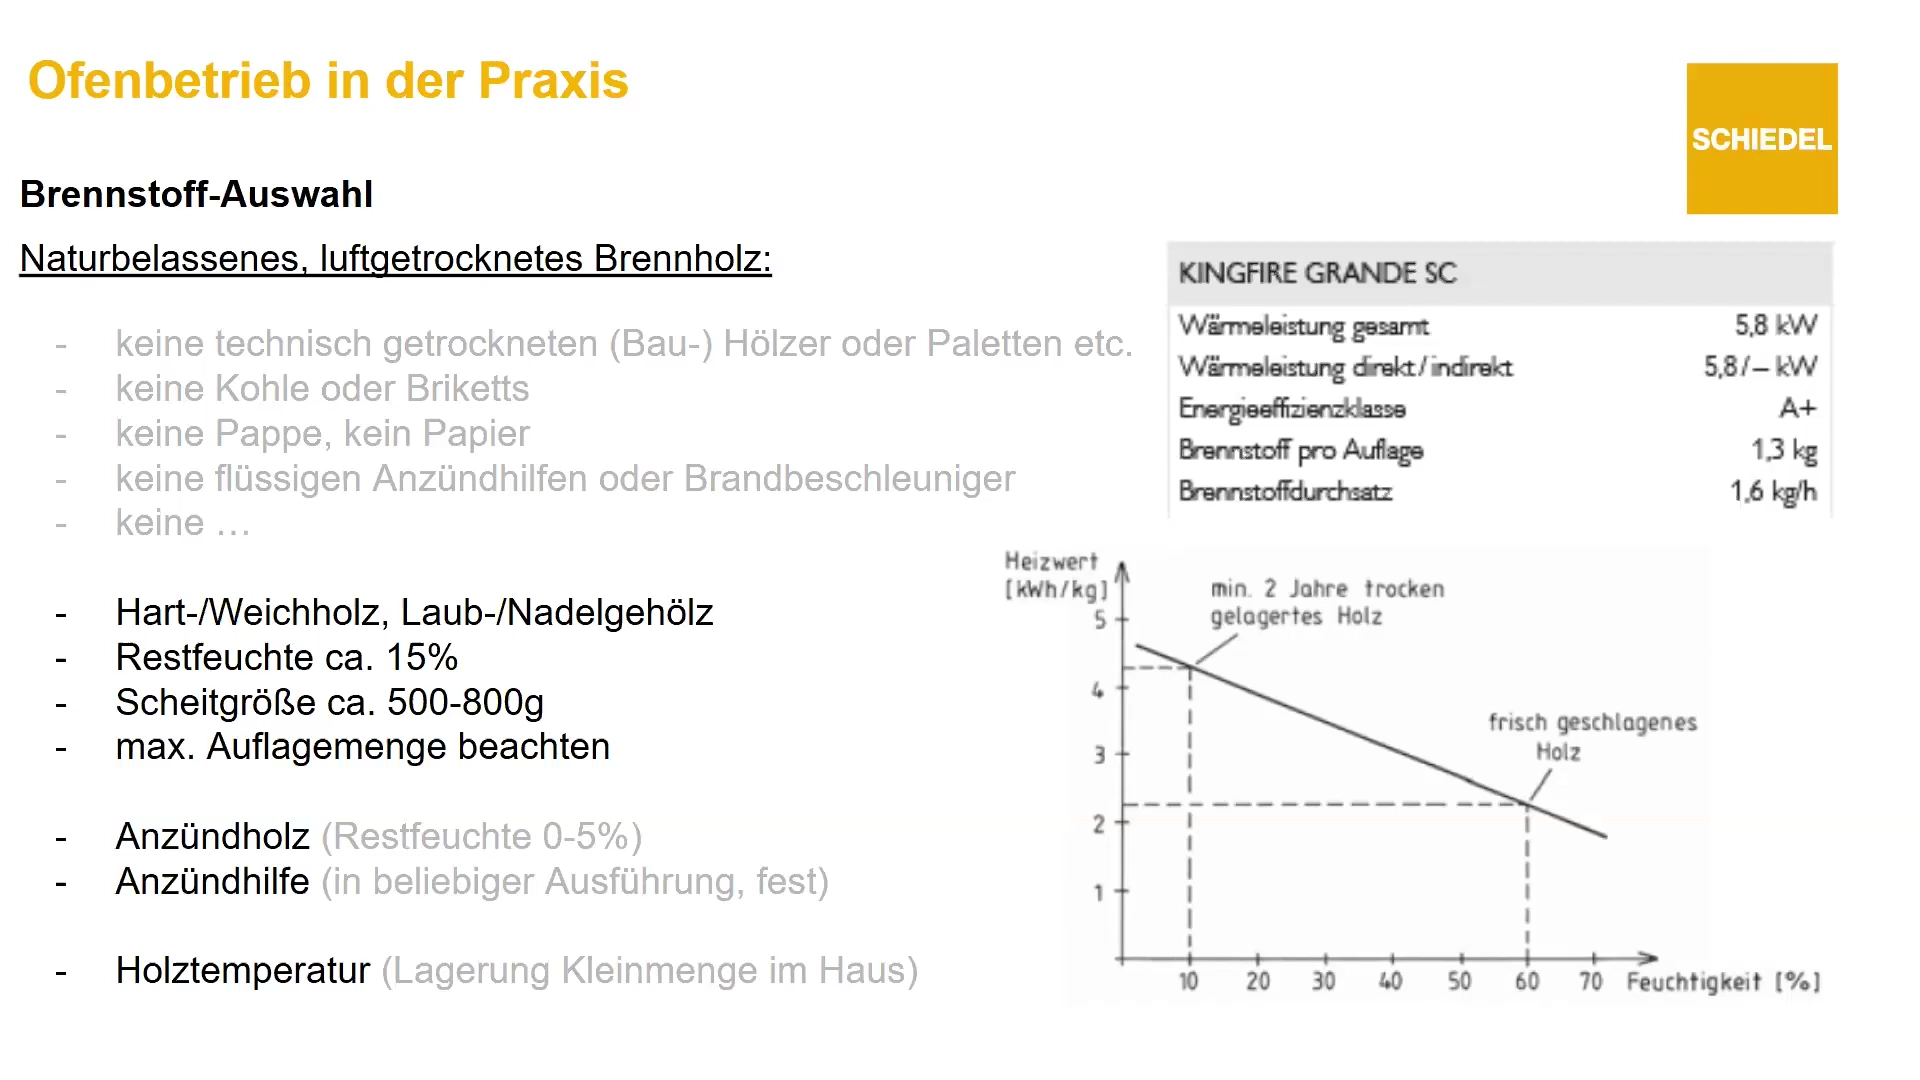 Ofenbetrieb in der Praxis
SCHIEDEL
Brennstoff-Auswahl
Naturbelassenes, luftgetrocknetes Brennholz:
- keine technisch getrockneten (Bau-) Hölzer oder Paletten etc.
- keine Kohle oder Briketts
- keine Pappe, kein Papier
- keine flüssigen Anzündhilfen oder Brandbeschleuniger
- keine …
- Hart-/Weichholz, Laub-/Nadelgehölz
- Restfeuchte ca. 15%
- Scheitgröße ca. 500-800g
- max. Auflagemenge beachten
- Anzündholz (Restfeuchte 0-5%)
- Anzündhilfe (in beliebiger Ausführung, fest)
- Holztemperatur (Lagerung Kleinmenge im Haus)
KINGFIRE GRANDE SC
Wärmeleistung gesamt 5,8 kW
Wärmeleistung direkt/indirekt 5,8/– kW
Energieeffizienzklasse A+
Brennstoff pro Auflage 1,3 kg
Brennstoffdurchsatz 1,6 kg/h
Heizwert
[kWh/kg]
min. 2 Jahre trocken
gelagertes Holz
5
4
frisch geschlagenes
Holz
3
2
1
10 20 30 40 50 60 70 Feuchtigkeit [%]